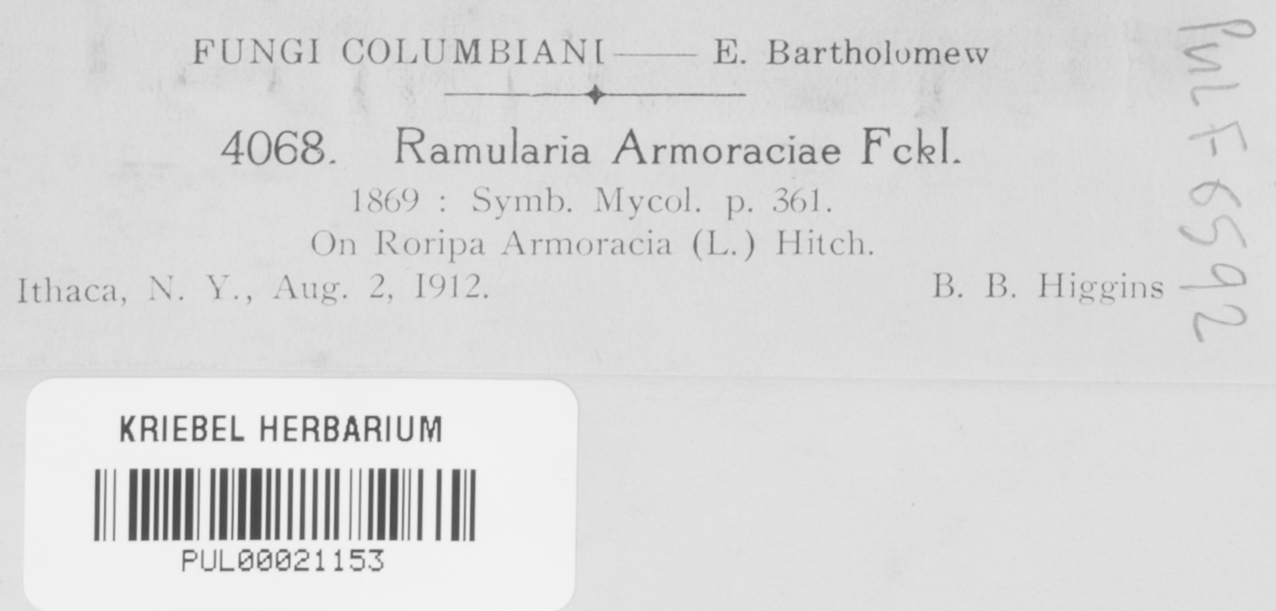 FUNGI COLUMBIANI —— E. Bartholomew
4068. Ramularia Armoraciae Fckl.
1869 : Symb. Mycol. p. 361.
On Roripa Armoracia (L.) Hitch.
Ithaca, N. Y., Aug. 2, 1912. B. B. Higgins
PUL F 6592
KRIEBEL HERBARIUM
PUL00021153